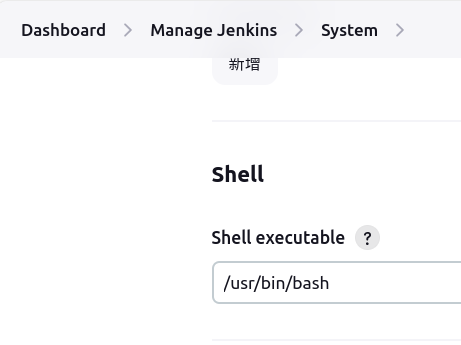 Dashboard > Manage Jenkins > System >
新增
Shell
Shell executable ?
/usr/bin/bash